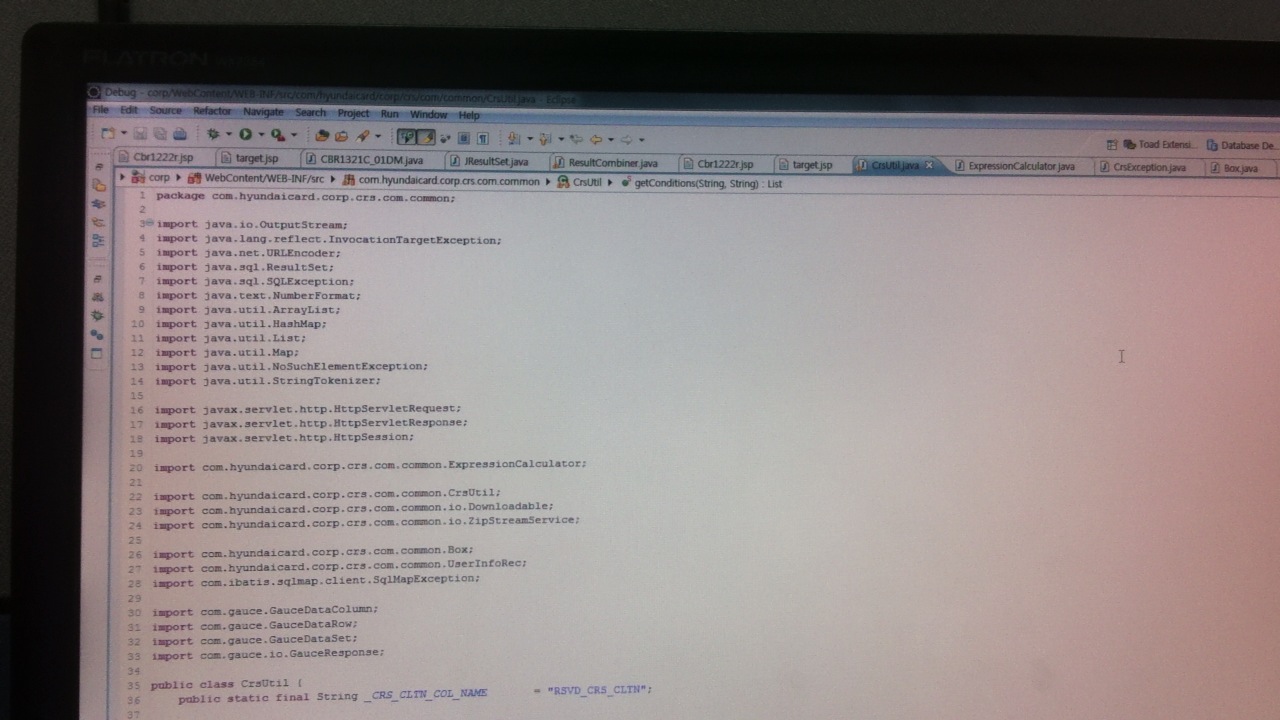 FLATRON
Debug - corp/WebContent/WEB-INF/src/com/hyundaicard/corp/crs/com/common/CrsUtil.java - Eclipse
File Edit Source Refactor Navigate Search Project Run Window Help
Toad Extensi... Database De...
Cbr1222r.jsp target.jsp CBR1321C_01DM.java JResultSet.java ResultCombiner.java Cbr1222r.jsp target.jsp CrsUtil.java ExpressionCalculator.java CrsException.java Box.java
corp WebContent/WEB-INF/src com.hyundaicard.corp.crs.com.common CrsUtil getConditions(String, String) : List
1 package com.hyundaicard.corp.crs.com.common;
2
3 import java.io.OutputStream;
4 import java.lang.reflect.InvocationTargetException;
5 import java.net.URLEncoder;
6 import java.sql.ResultSet;
7 import java.sql.SQLException;
8 import java.text.NumberFormat;
9 import java.util.ArrayList;
10 import java.util.HashMap;
11 import java.util.List;
12 import java.util.Map;
13 import java.util.NoSuchElementException;
14 import java.util.StringTokenizer;
15
16 import javax.servlet.http.HttpServletRequest;
17 import javax.servlet.http.HttpServletResponse;
18 import javax.servlet.http.HttpSession;
19
20 import com.hyundaicard.corp.crs.com.common.ExpressionCalculator;
21
22 import com.hyundaicard.corp.crs.com.common.CrsUtil;
23 import com.hyundaicard.corp.crs.com.common.io.Downloadable;
24 import com.hyundaicard.corp.crs.com.common.io.ZipStreamService;
25
26 import com.hyundaicard.corp.crs.com.common.Box;
27 import com.hyundaicard.corp.crs.com.common.UserInfoRec;
28 import com.ibatis.sqlmap.client.SqlMapException;
29
30 import com.gauce.GauceDataColumn;
31 import com.gauce.GauceDataRow;
32 import com.gauce.GauceDataSet;
33 import com.gauce.io.GauceResponse;
34
35 public class CrsUtil {
36 public static final String _CRS_CLTN_COL_NAME = "RSVD_CRS_CLTN";
37